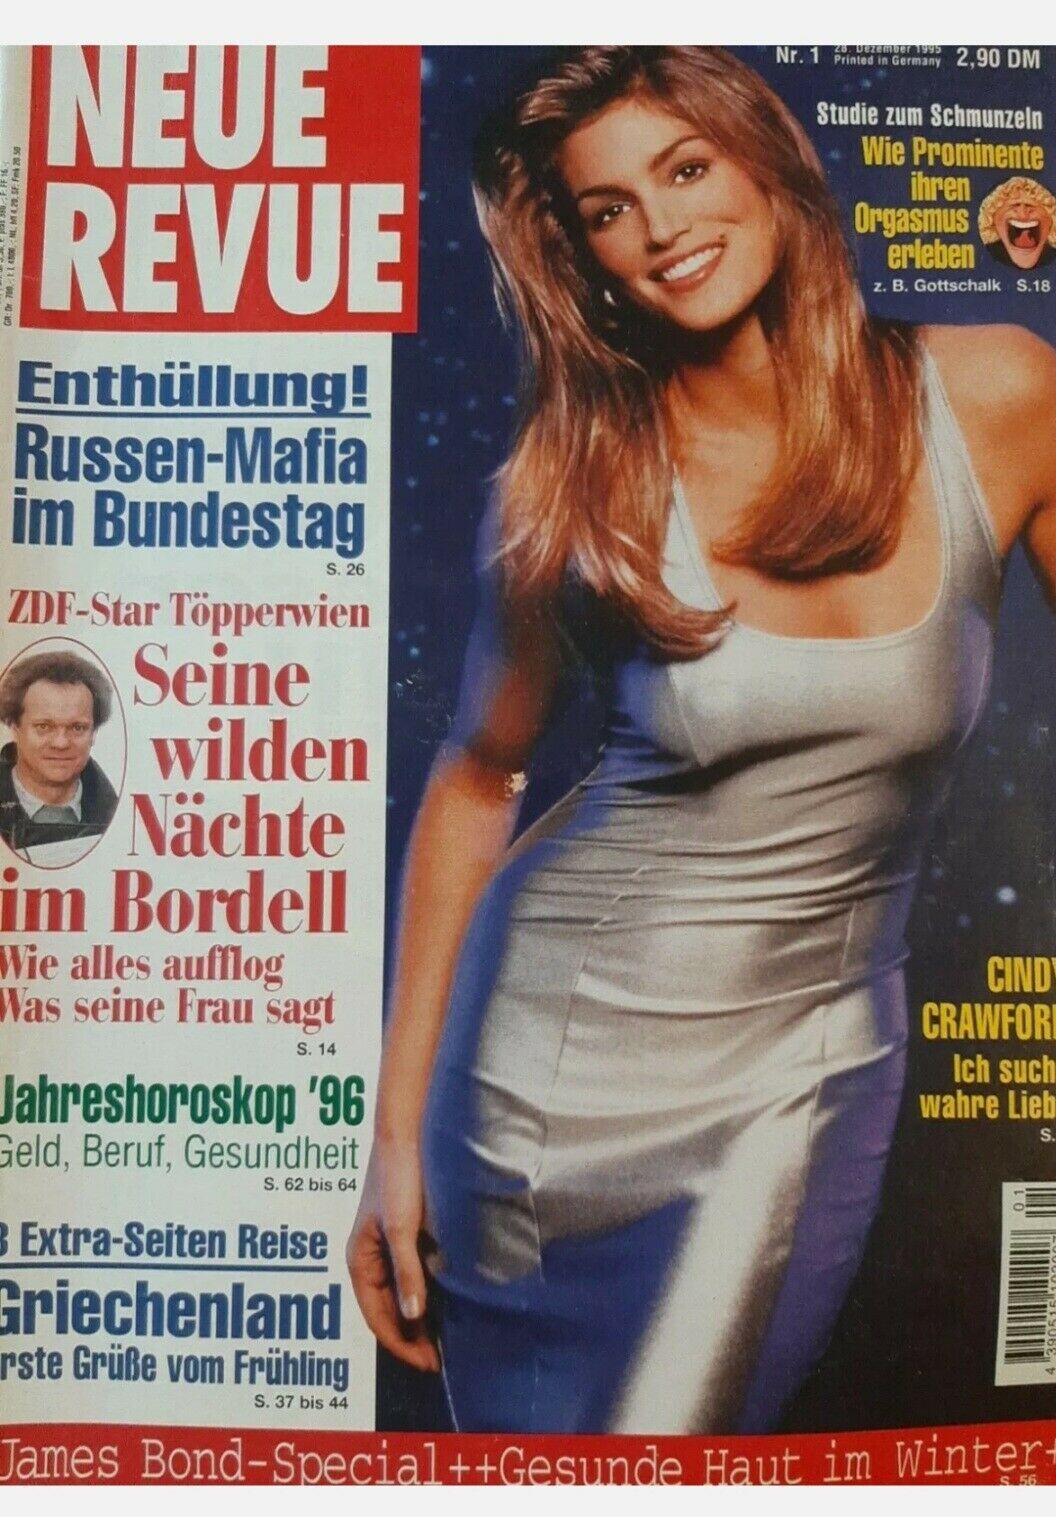 NEUE
REVUE
Nr. 1
28. Dezember 1995
Printed in Germany
2,90 DM
Studie zum Schmunzeln
Wie Prominente
ihren
Orgasmus
erleben
z. B. Gottschalk S.18
Enthüllung!
Russen-Mafia
im Bundestag
S. 26
ZDF-Star Töpperwien
Seine
wilden
Nächte
im Bordell
Wie alles aufflog
Was seine Frau sagt
S. 14
Jahreshoroskop '96
Geld, Beruf, Gesundheit
S. 62 bis 64
Extra-Seiten Reise
Griechenland
rste Grüße vom Frühling
S. 37 bis 44
CINDY
CRAWFOR
Ich such
wahre Lieb
S.
01
James Bond-Special++Gesunde Haut im Winter+
S. 56